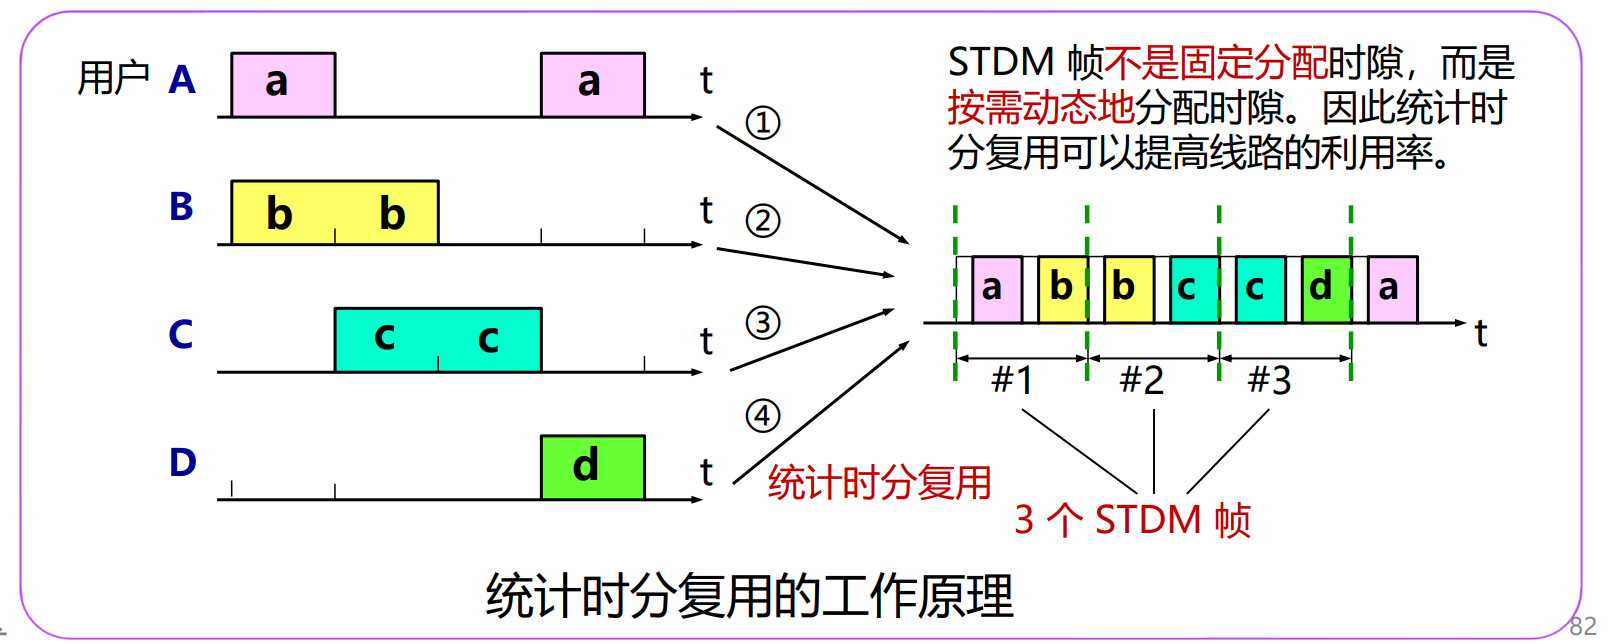 用户 A a a t
B b b t
C c c t
D d t
①
②
③
④
统计时分复用
STDM 帧不是固定分配时隙，而是
按需动态地分配时隙。因此统计时
分复用可以提高线路的利用率。
a b b c c d a t
#1 #2 #3
3 个 STDM 帧
统计时分复用的工作原理
82